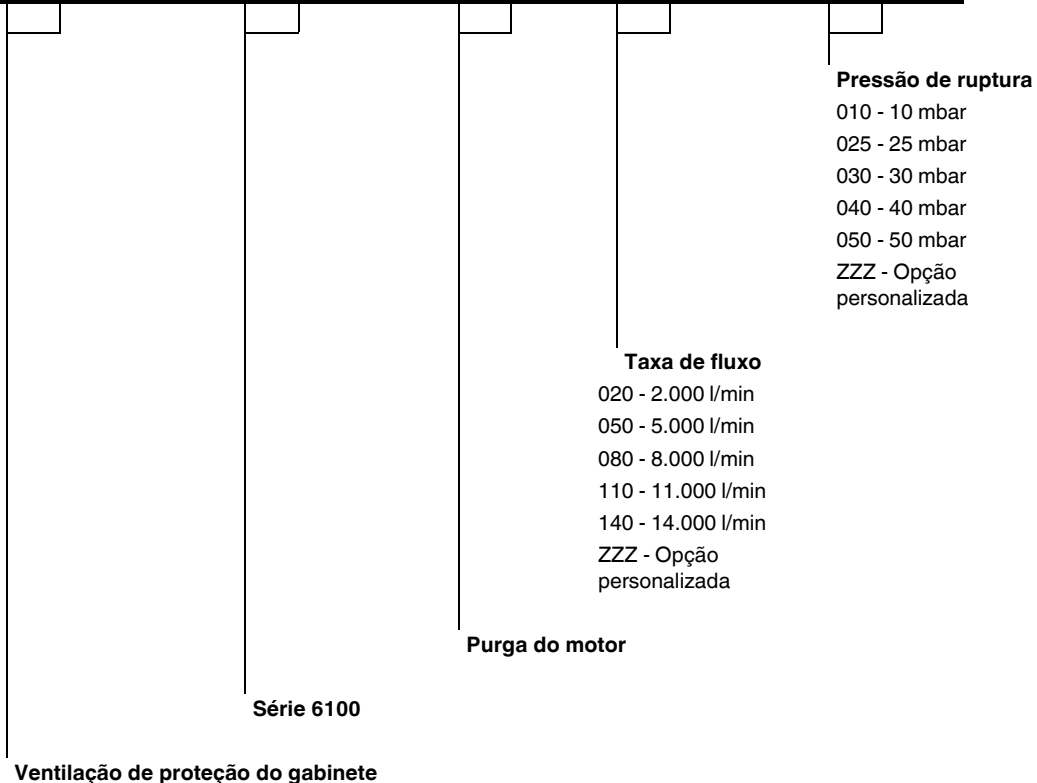 Pressão de ruptura
010 - 10 mbar
025 - 25 mbar
030 - 30 mbar
040 - 40 mbar
050 - 50 mbar
ZZZ - Opção
personalizada
Taxa de fluxo
020 - 2.000 l/min
050 - 5.000 l/min
080 - 8.000 l/min
110 - 11.000 l/min
140 - 14.000 l/min
ZZZ - Opção
personalizada
Purga do motor
Série 6100
Ventilação de proteção do gabinete